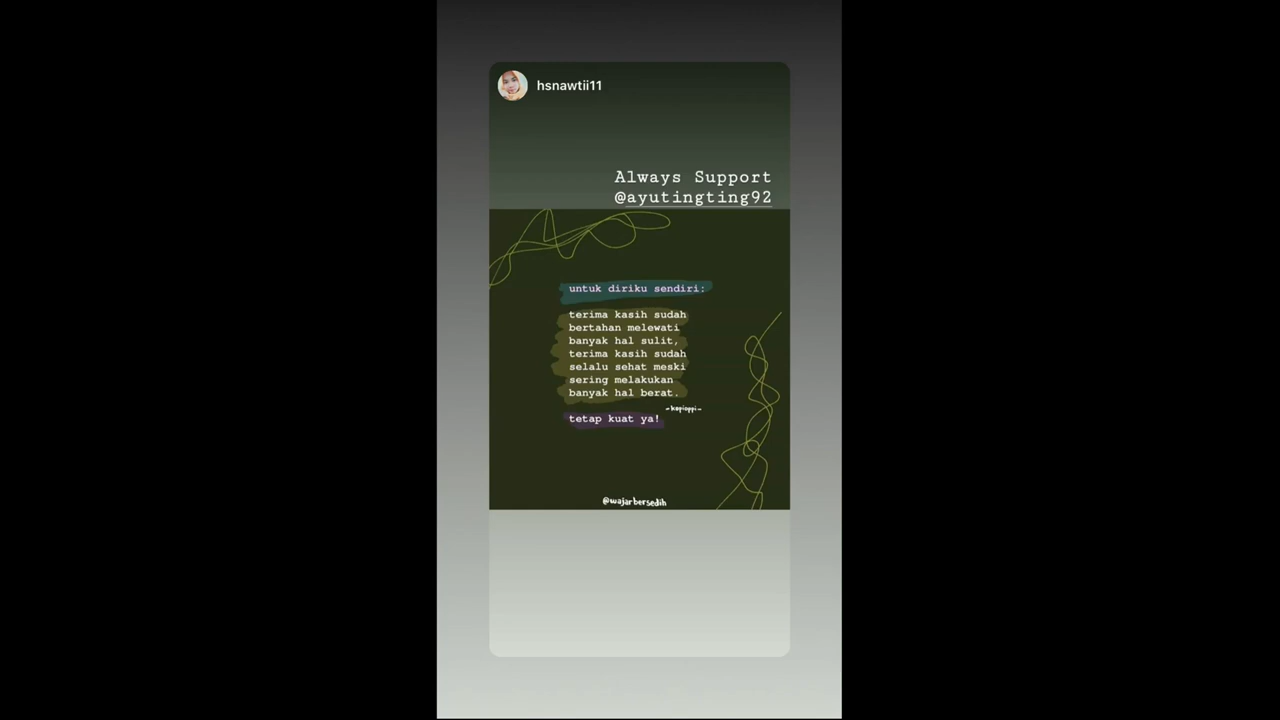 hsnawtii11
Always Support
@ayutingting92
untuk diriku sendiri:
terima kasih sudah
bertahan melewati
banyak hal sulit,
terima kasih sudah
selalu sehat meski
sering melakukan
banyak hal berat.
-kopioppi-
tetap kuat ya!
@wajarbersedih